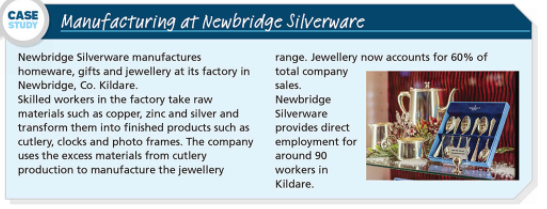 CASE
STUDY
Manufacturing at Newbridge Silverware
Newbridge Silverware manufactures
homeware, gifts and jewellery at its factory in
Newbridge, Co. Kildare.
Skilled workers in the factory take raw
materials such as copper, zinc and silver and
transform them into finished products such as
cutlery, clocks and photo frames. The company
uses the excess materials from cutlery
production to manufacture the jewellery
range. Jewellery now accounts for 60% of
total company
sales.
Newbridge
Silverware
provides direct
employment for
around 90
workers in
Kildare.